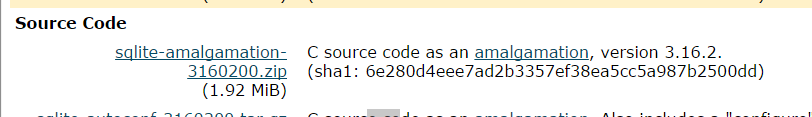 Source Code
sqlite-amalgamation-
3160200.zip
(1.92 MiB)
C source code as an amalgamation, version 3.16.2.
(sha1: 6e280d4eee7ad2b3357ef38ea5cc5a987b2500dd)